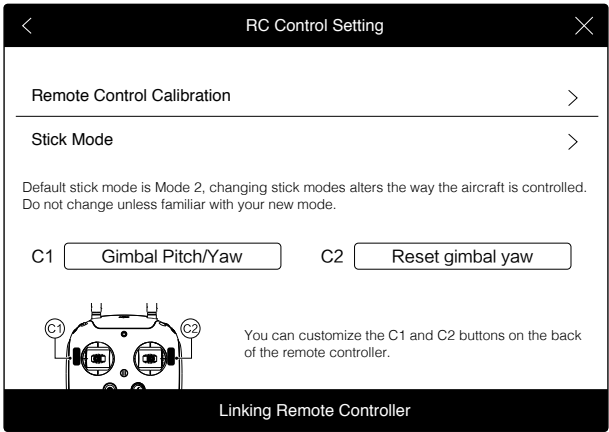 RC Control Setting
Remote Control Calibration
Stick Mode
Default stick mode is Mode 2, changing stick modes alters the way the aircraft is controlled.
Do not change unless familiar with your new mode.
C1 Gimbal Pitch/Yaw C2 Reset gimbal yaw
C1 C2
You can customize the C1 and C2 buttons on the back
of the remote controller.
Linking Remote Controller